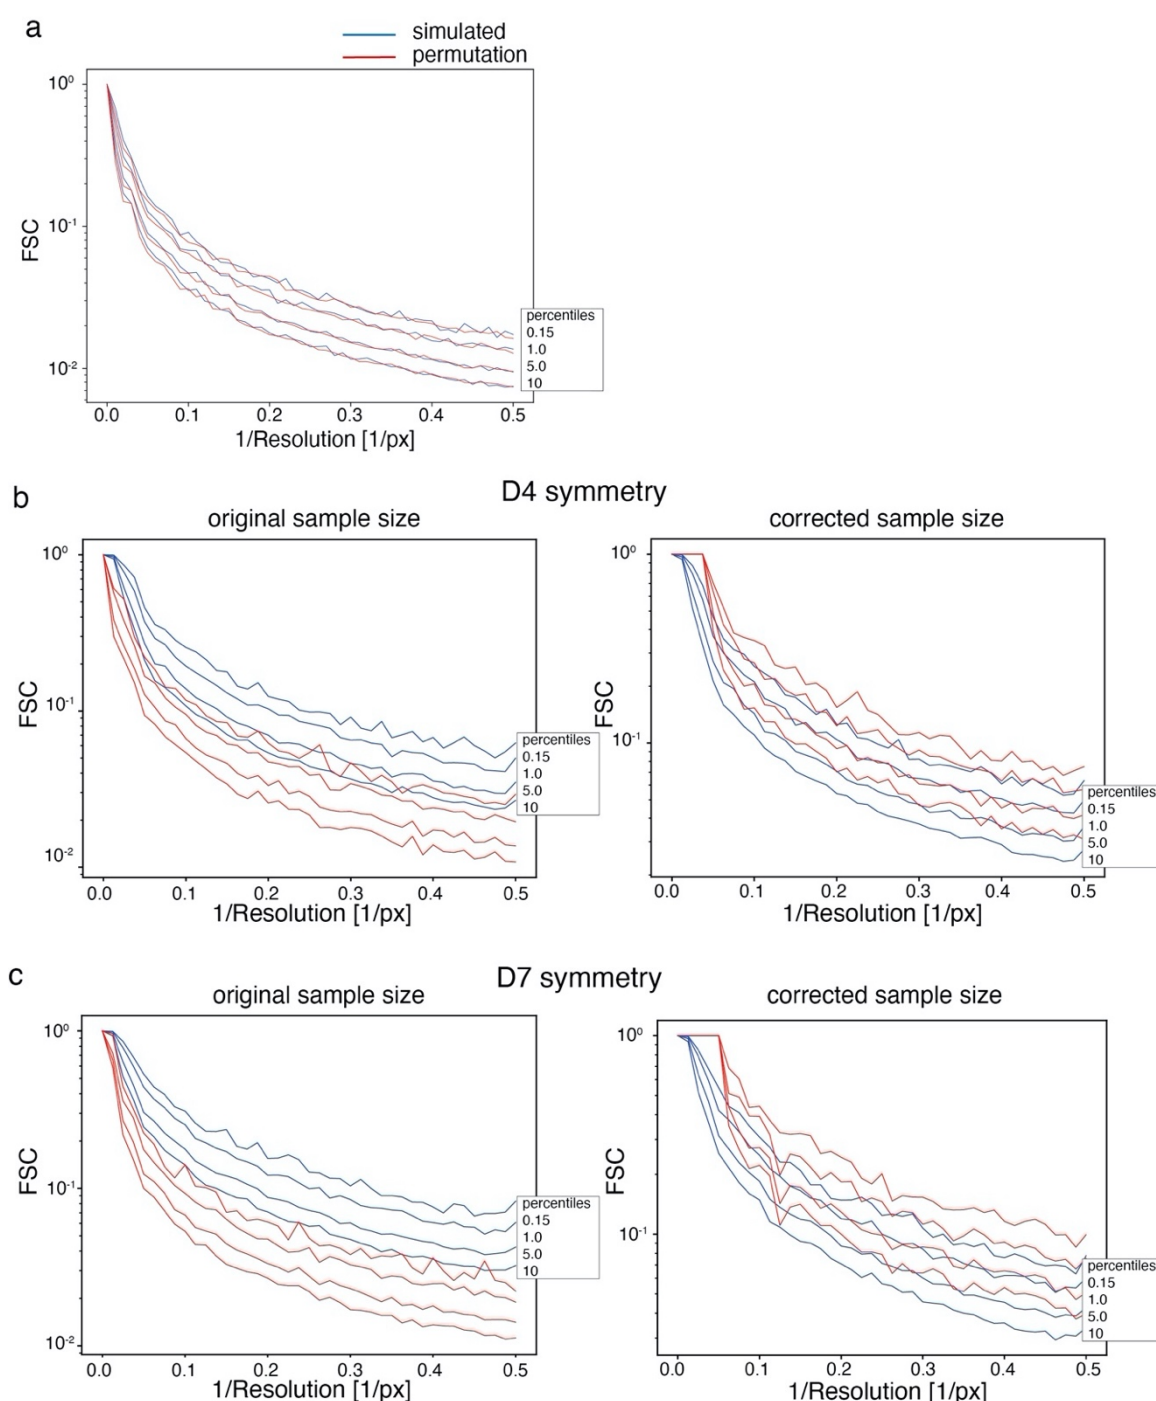 a
simulated
permutation
10⁰
10⁻¹
10⁻²
FSC
percentiles
0.15
1.0
5.0
10
0.0 0.1 0.2 0.3 0.4 0.5
1/Resolution [1/px]
b
D4 symmetry
original sample size
10⁰
10⁻¹
10⁻²
FSC
percentiles
0.15
1.0
5.0
10
0.0 0.1 0.2 0.3 0.4 0.5
1/Resolution [1/px]
corrected sample size
10⁰
10⁻¹
FSC
percentiles
0.15
1.0
5.0
10
0.0 0.1 0.2 0.3 0.4 0.5
1/Resolution [1/px]
c
D7 symmetry
original sample size
10⁰
10⁻¹
10⁻²
FSC
percentiles
0.15
1.0
5.0
10
0.0 0.1 0.2 0.3 0.4 0.5
1/Resolution [1/px]
corrected sample size
10⁰
10⁻¹
FSC
percentiles
0.15
1.0
5.0
10
0.0 0.1 0.2 0.3 0.4 0.5
1/Resolution [1/px]